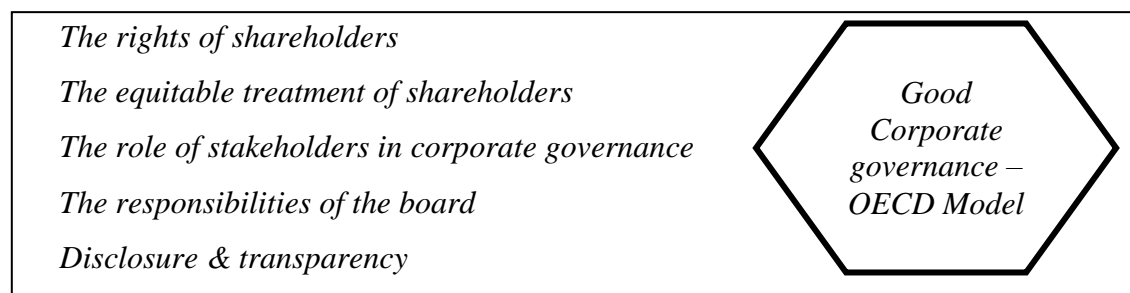 The rights of shareholders
The equitable treatment of shareholders
The role of stakeholders in corporate governance
The responsibilities of the board
Disclosure & transparency
Good
Corporate
governance –
OECD Model